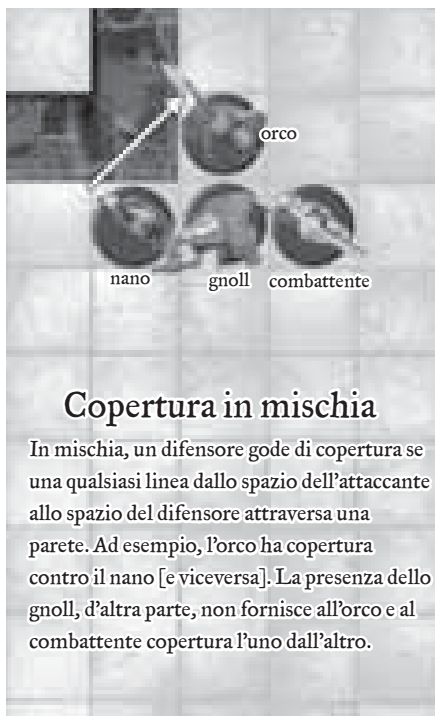 orco
nano
gnoll
combattente
Copertura in mischia
In mischia, un difensore gode di copertura se
una qualsiasi linea dallo spazio dell'attaccante
allo spazio del difensore attraversa una
parete. Ad esempio, l'orco ha copertura
contro il nano [e viceversa]. La presenza dello
gnoll, d'altra parte, non fornisce all'orco e al
combattente copertura l'uno dall'altro.